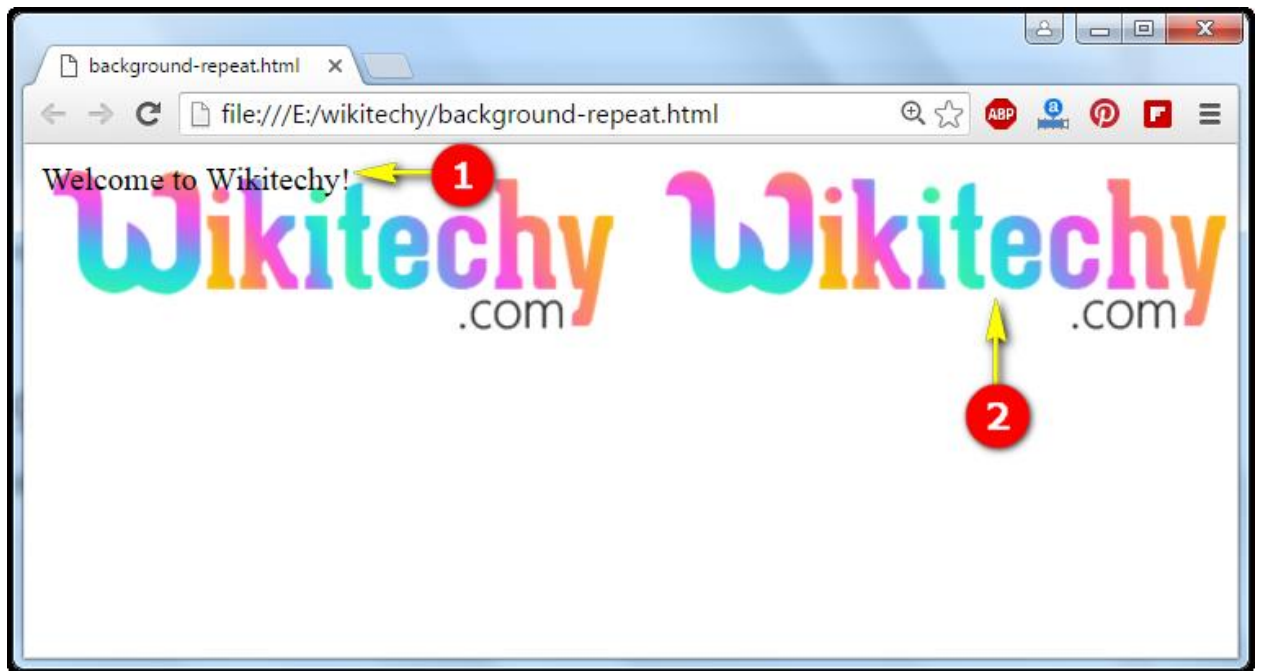 background-repeat.html
file:///E:/wikitechy/background-repeat.html
ABP
a
Welcome to Wikitechy!
1
Wikitechy
.com
Wikitechy
.com
2